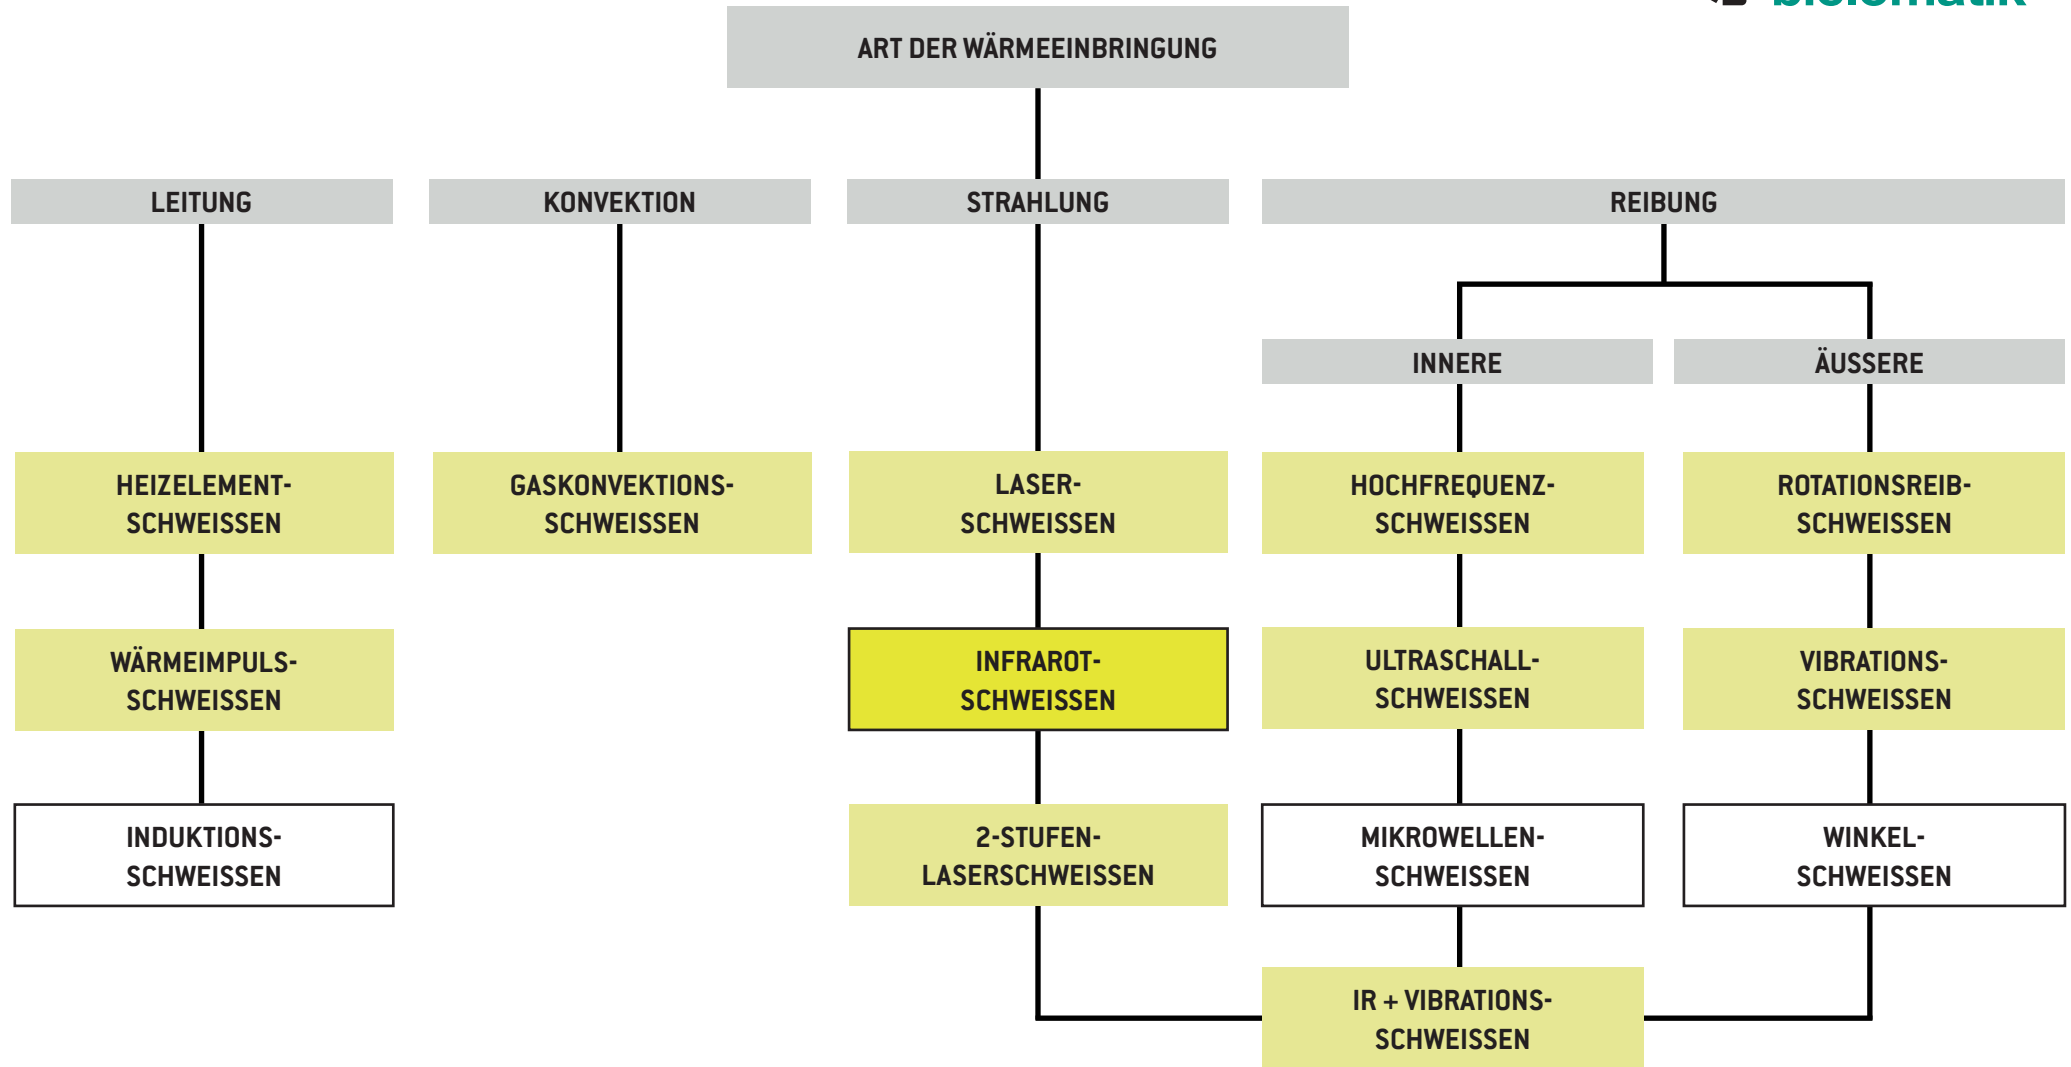 ART DER WÄRMEEINBRINGUNG
LEITUNG
KONVEKTION
STRAHLUNG
REIBUNG
INNERE
ÄUSSERE
HEIZELEMENT-
SCHWEISSEN
GASKONVEKTIONS-
SCHWEISSEN
LASER-
SCHWEISSEN
HOCHFREQUENZ-
SCHWEISSEN
ROTATIONSREIB-
SCHWEISSEN
WÄRMEIMPULS-
SCHWEISSEN
INFRAROT-
SCHWEISSEN
ULTRASCHALL-
SCHWEISSEN
VIBRATIONS-
SCHWEISSEN
INDUKTIONS-
SCHWEISSEN
2-STUFEN-
LASERSCHWEISSEN
MIKROWELLEN-
SCHWEISSEN
WINKEL-
SCHWEISSEN
IR + VIBRATIONS-
SCHWEISSEN